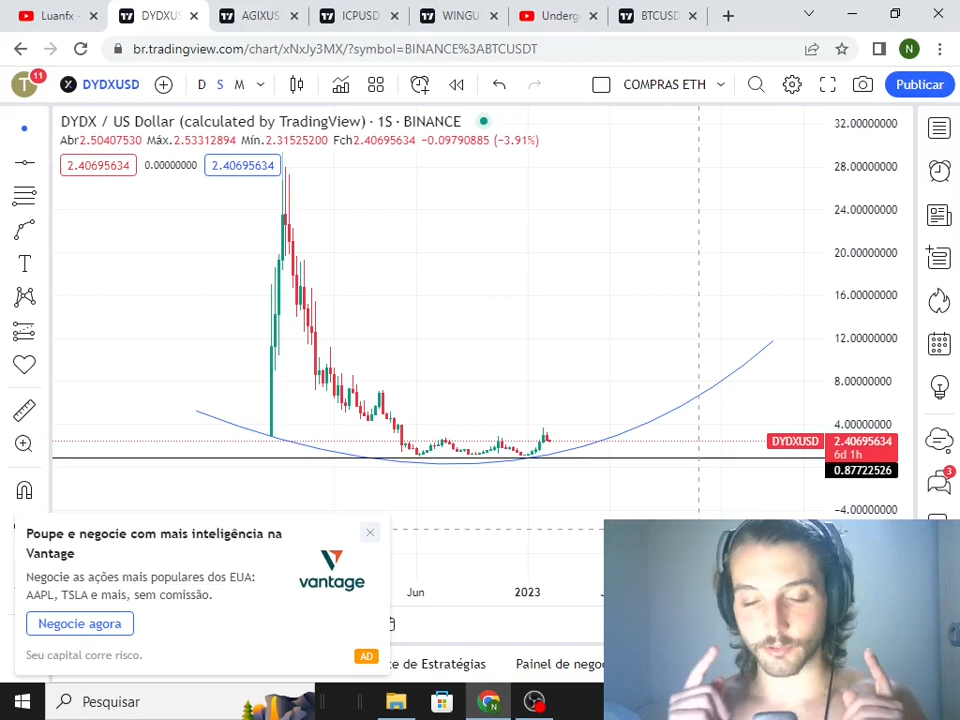 Luanfx -
DYDXUS
AGIXUS
ICPUSD
WINGU
Underg
BTCUSD
br.tradingview.com/chart/xNxJy3MX/?symbol=BINANCE%3ABTCUSDT
N
T
11
DYDXUSD
D S M
COMPRAS ETH
Publicar
DYDX / US Dollar (calculated by TradingView) · 1S · BINANCE
Abr2.50407530 Máx.2.53312894 Mín.2.31525200 Fch2.40695634 −0.09790885 (−3.91%)
2.40695634 0.00000000 2.40695634
32.00000000
28.00000000
24.00000000
20.00000000
16.00000000
12.00000000
8.00000000
4.00000000
DYDXUSD 2.40695634
6d 1h
0.87722526
−4.00000000
3
T
Jun
2023
Poupe e negocie com mais inteligência na
Vantage
Negocie as ações mais populares dos EUA:
AAPL, TSLA e mais, sem comissão.
vantage
Negocie agora
Seu capital corre risco.
AD
te de Estratégias
Painel de nego
Pesquisar
N